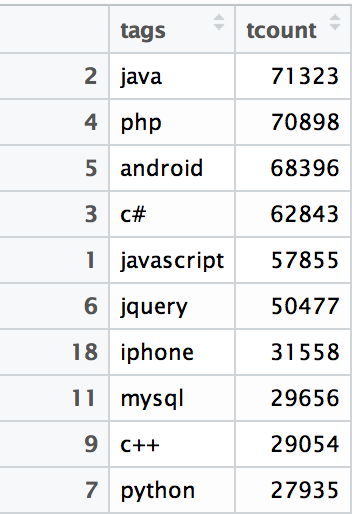 tags tcount
2 java 71323
4 php 70898
5 android 68396
3 c# 62843
1 javascript 57855
6 jquery 50477
18 iphone 31558
11 mysql 29656
9 c++ 29054
7 python 27935